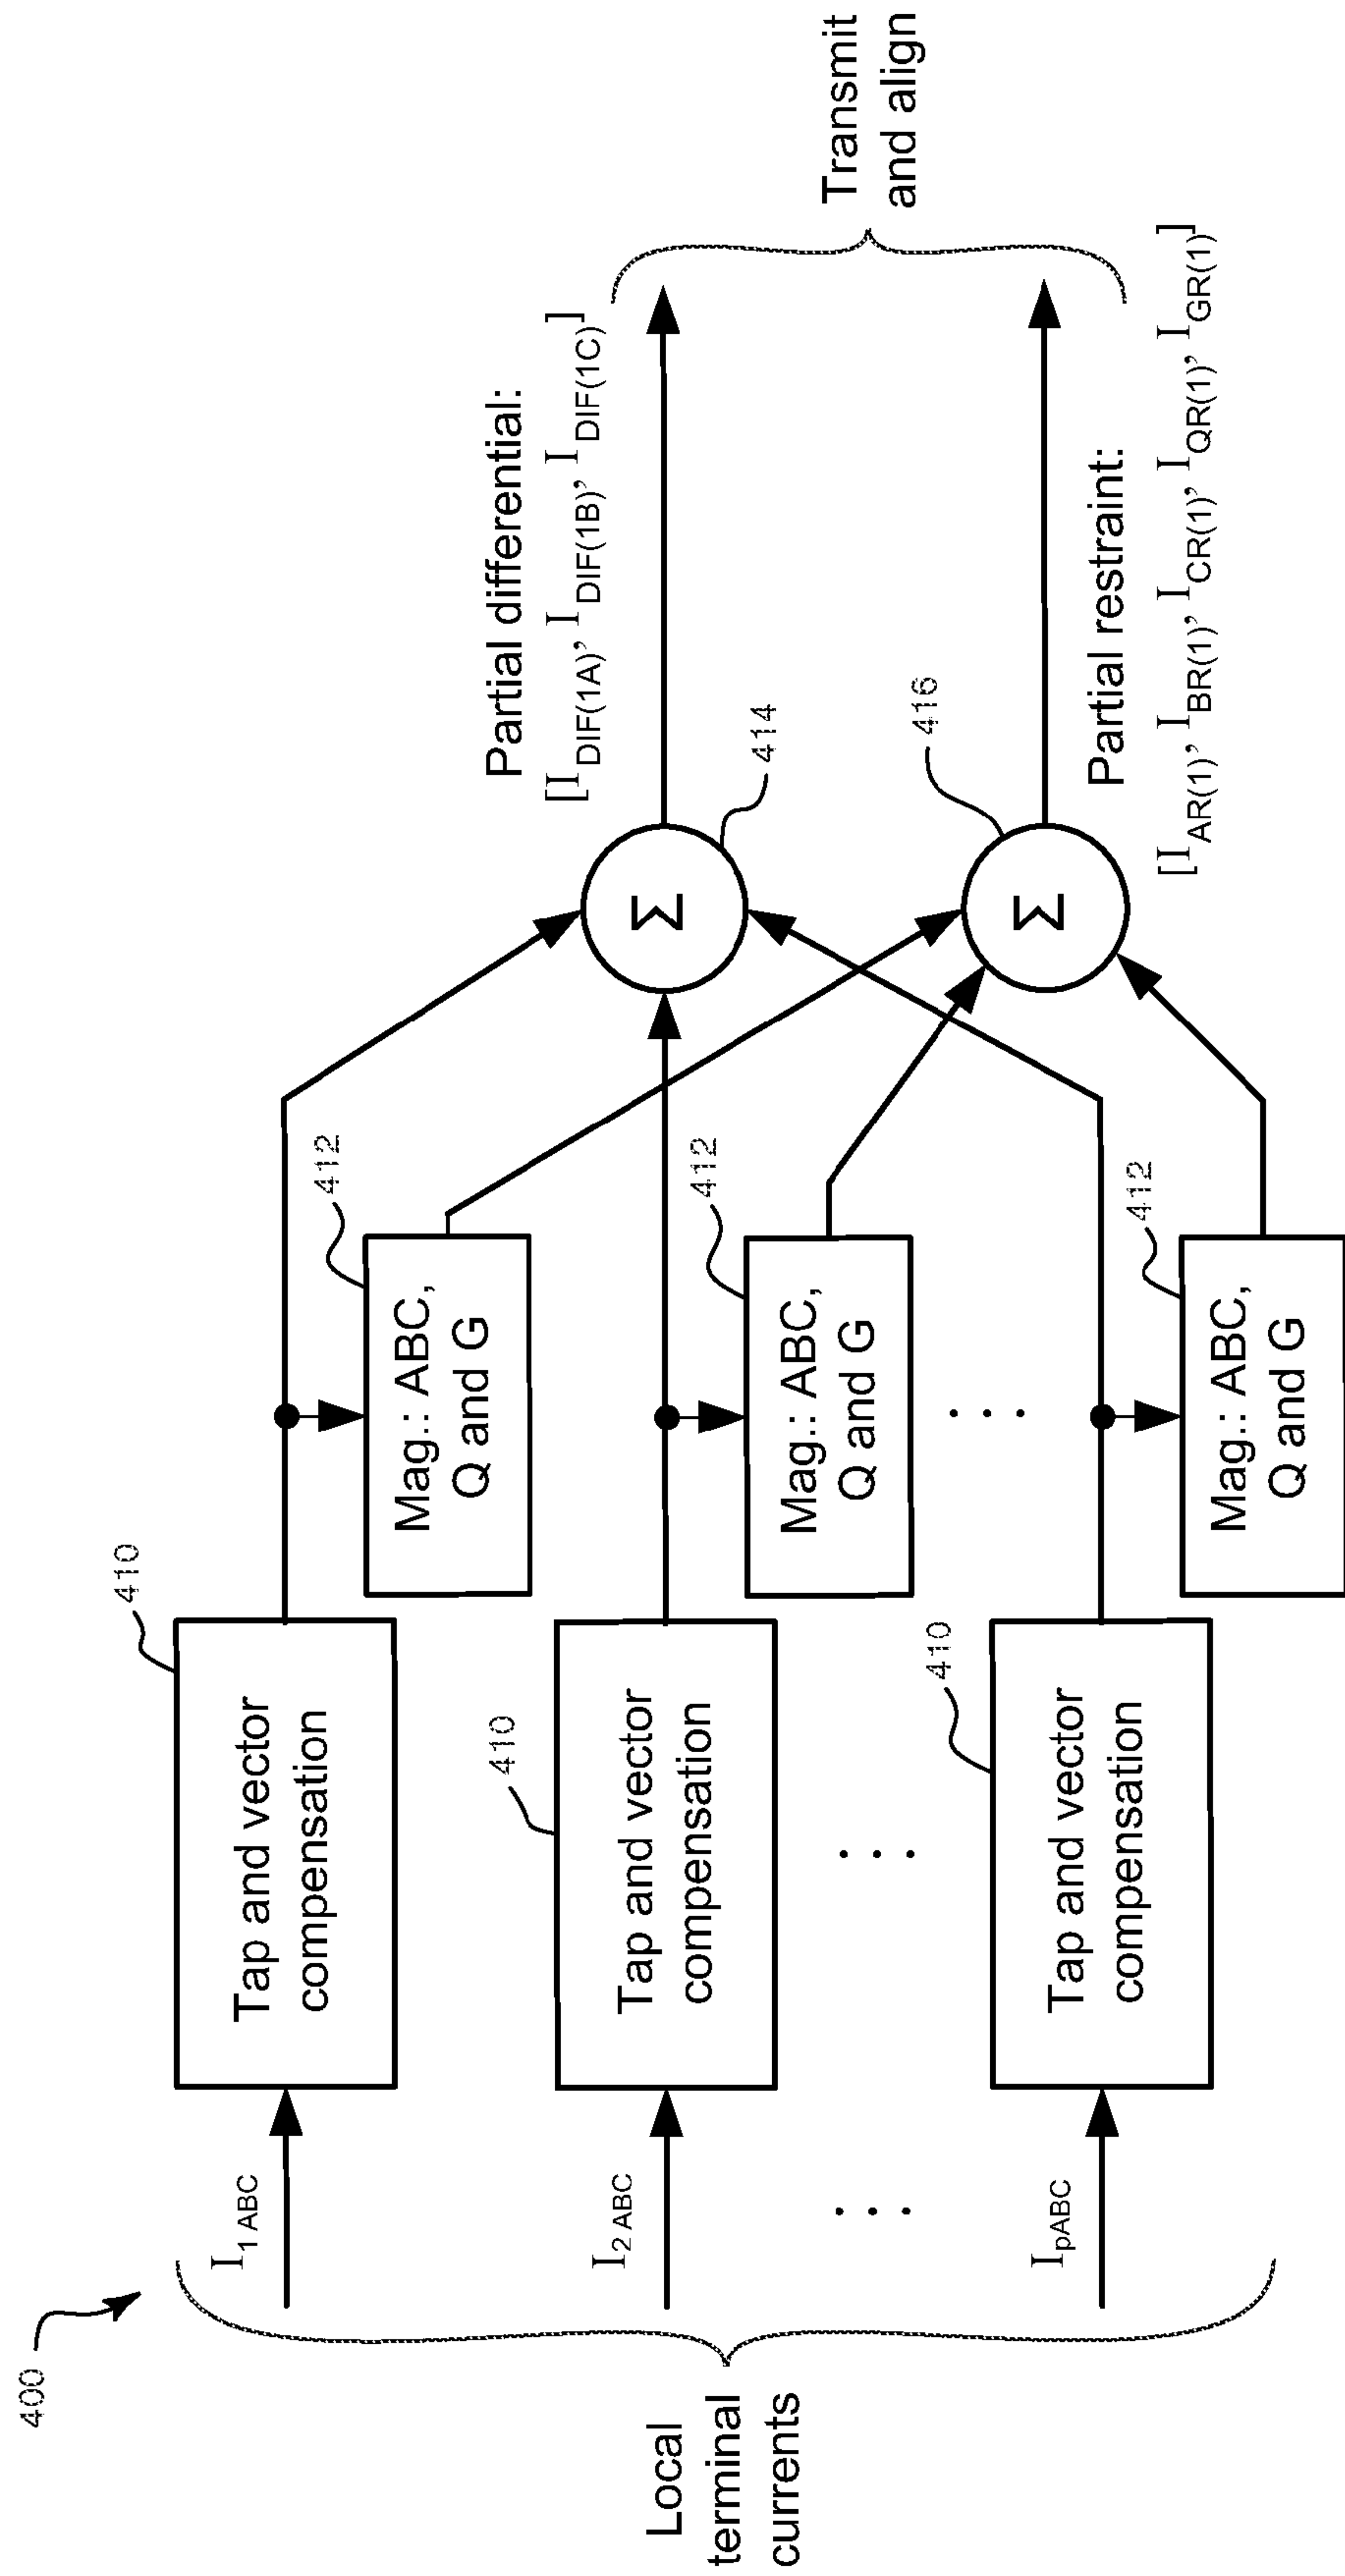 400
Local
terminal
currents
I1 ABC
I2 ABC
. . .
IpABC
410
Tap and vector
compensation
410
Tap and vector
compensation
. . .
410
Tap and vector
compensation
412
Mag.: ABC,
Q and G
412
Mag.: ABC,
Q and G
. . .
412
Mag.: ABC,
Q and G
Σ
414
Σ
416
Partial differential:
[IDIF(1A), IDIF(1B), IDIF(1C)]
Partial restraint:
[IAR(1), IBR(1), ICR(1), IQR(1), IGR(1)]
Transmit
and align